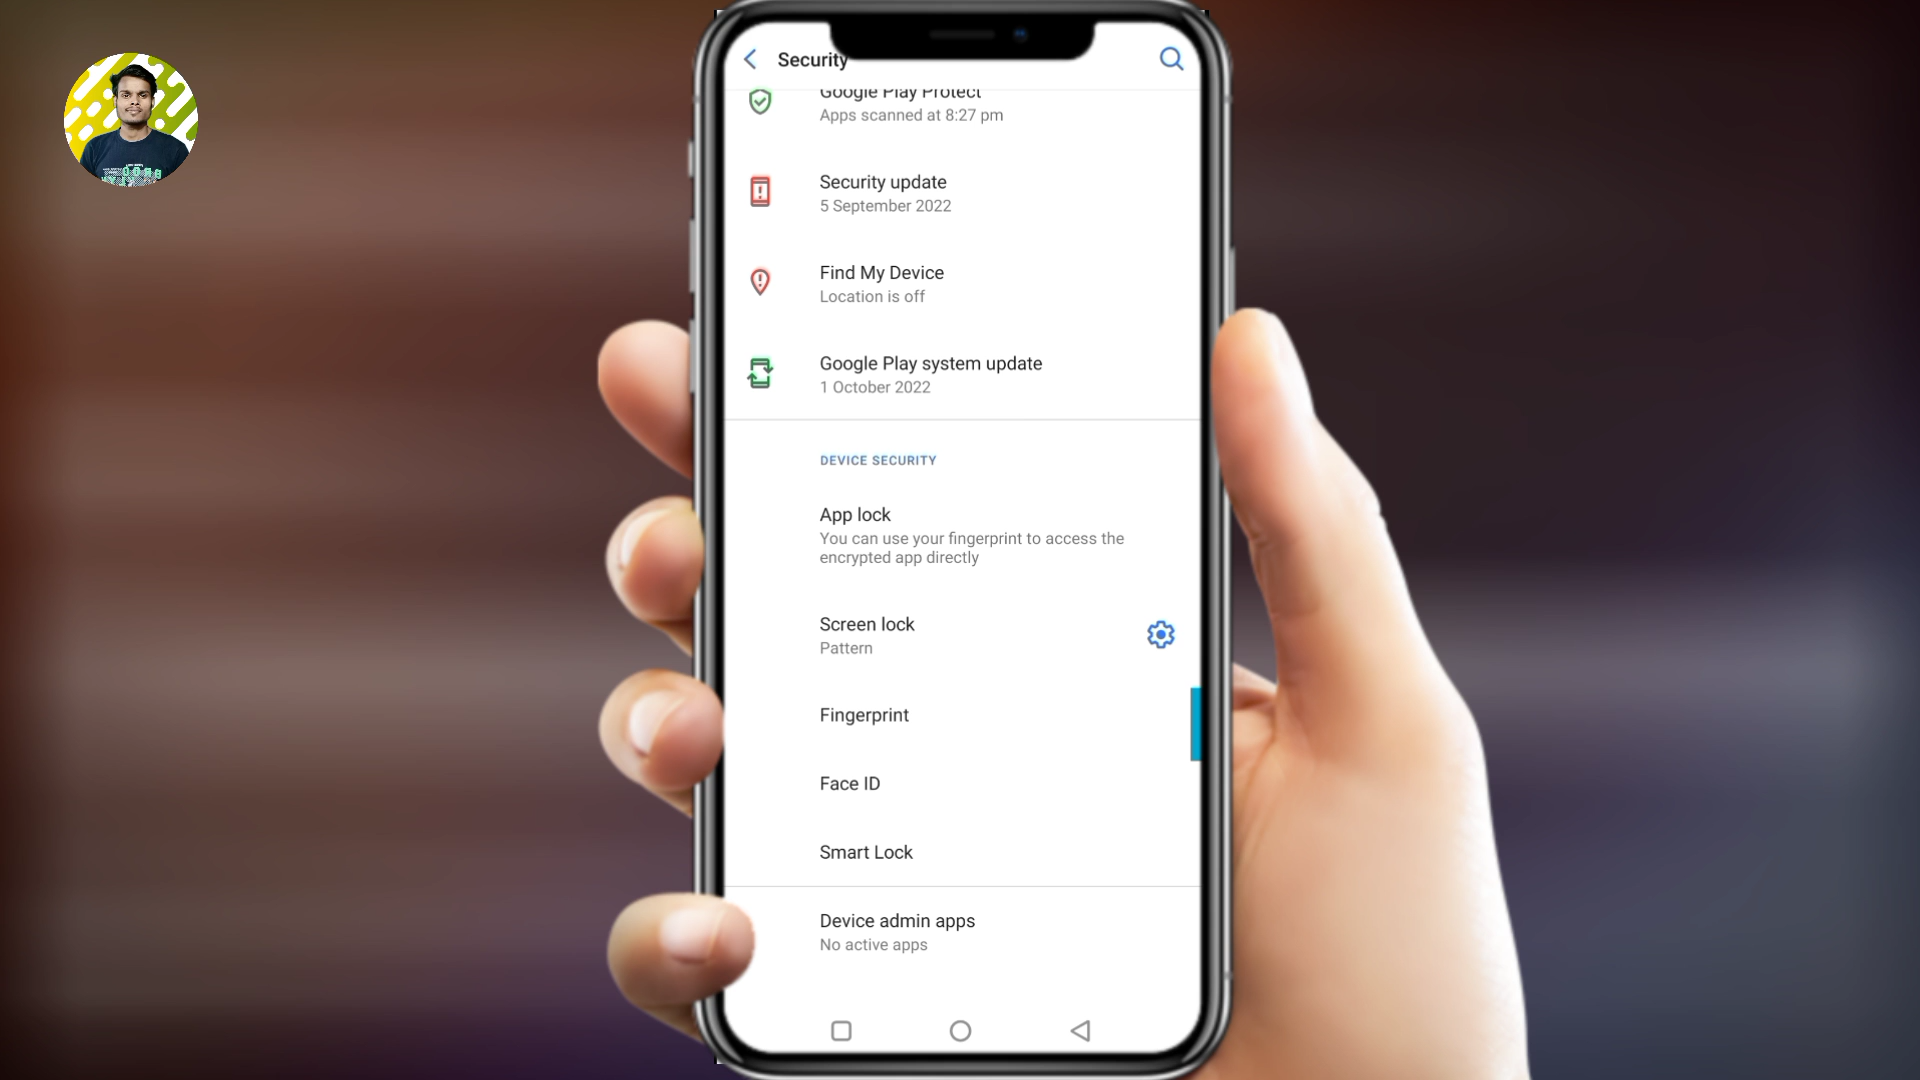 Security
Google Play Protect
Apps scanned at 8:27 pm
Security update
5 September 2022
Find My Device
Location is off
Google Play system update
1 October 2022
DEVICE SECURITY
App lock
You can use your fingerprint to access the
encrypted app directly
Screen lock
Pattern
Fingerprint
Face ID
Smart Lock
Device admin apps
No active apps